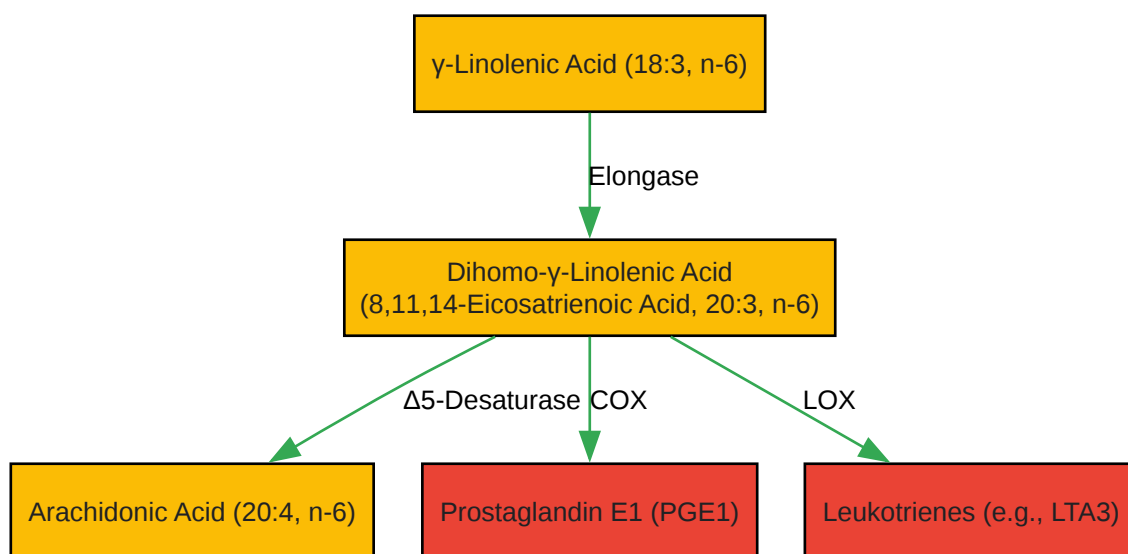 γ-Linolenic Acid (18:3, n-6)
Elongase
Dihomo-γ-Linolenic Acid
(8,11,14-Eicosatrienoic Acid, 20:3, n-6)
Δ5-Desaturase
COX
LOX
Arachidonic Acid (20:4, n-6)
Prostaglandin E1 (PGE1)
Leukotrienes (e.g., LTA3)